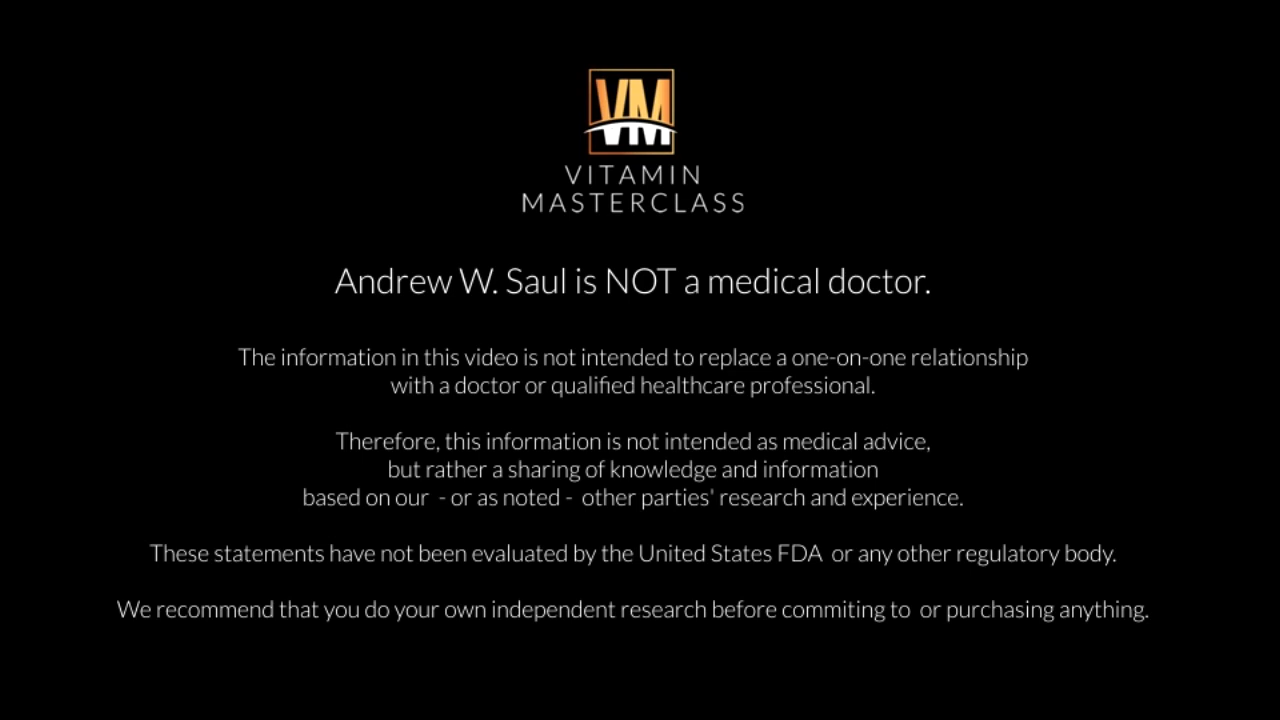 VM
VITAMIN
MASTERCLASS
Andrew W. Saul is NOT a medical doctor.
The information in this video is not intended to replace a one-on-one relationship
with a doctor or qualified healthcare professional.
Therefore, this information is not intended as medical advice,
but rather a sharing of knowledge and information
based on our - or as noted - other parties' research and experience.
These statements have not been evaluated by the United States FDA or any other regulatory body.
We recommend that you do your own independent research before commiting to or purchasing anything.